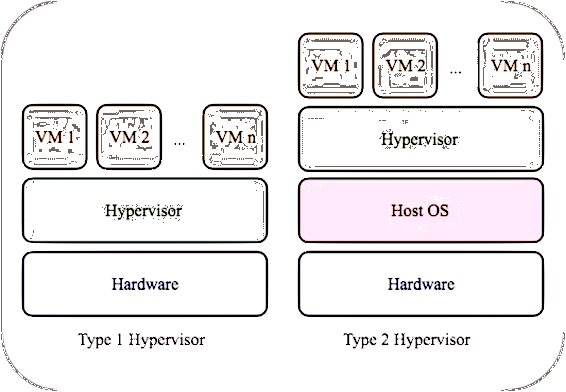 VM 1 VM 2 ... VM n
Hypervisor
Hardware
Type 1 Hypervisor
VM 1 VM 2 ... VM n
Hypervisor
Host OS
Hardware
Type 2 Hypervisor